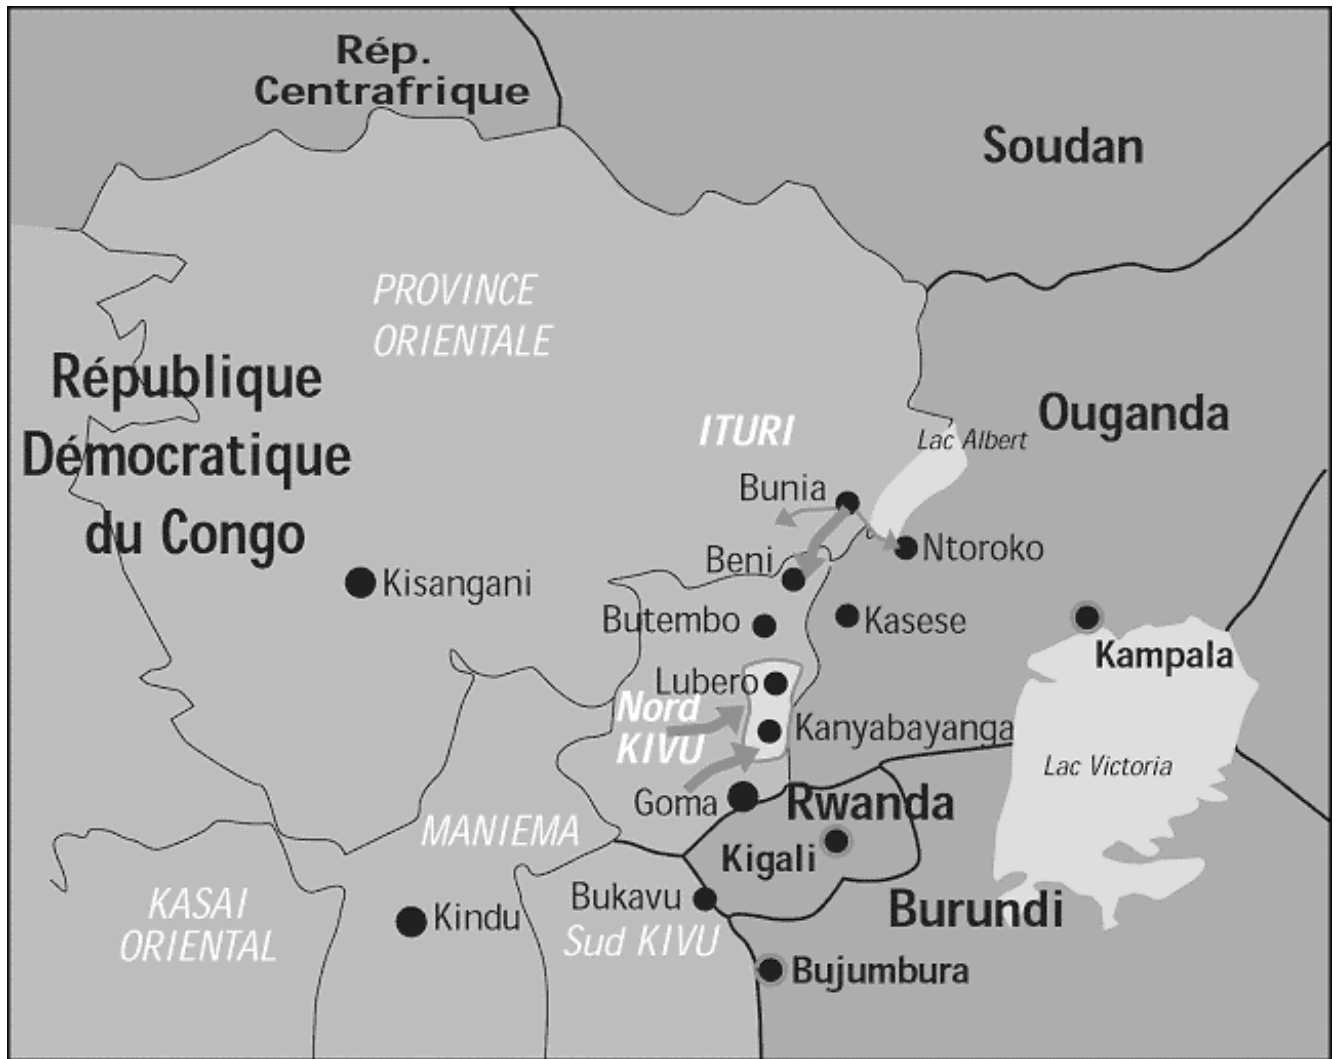 Rép.
Centrafrique
Soudan
PROVINCE
ORIENTALE
République
Démocratique
du Congo
Ouganda
ITURI
Lac Albert
Bunia
Ntoroko
Beni
Kisangani
Butembo
Kasese
Kampala
Lubero
Nord
KIVU
Kanyabayanga
Lac Victoria
Goma
Rwanda
MANIEMA
Kigali
KASAI
ORIENTAL
Kindu
Bukavu
Burundi
Sud KIVU
Bujumbura